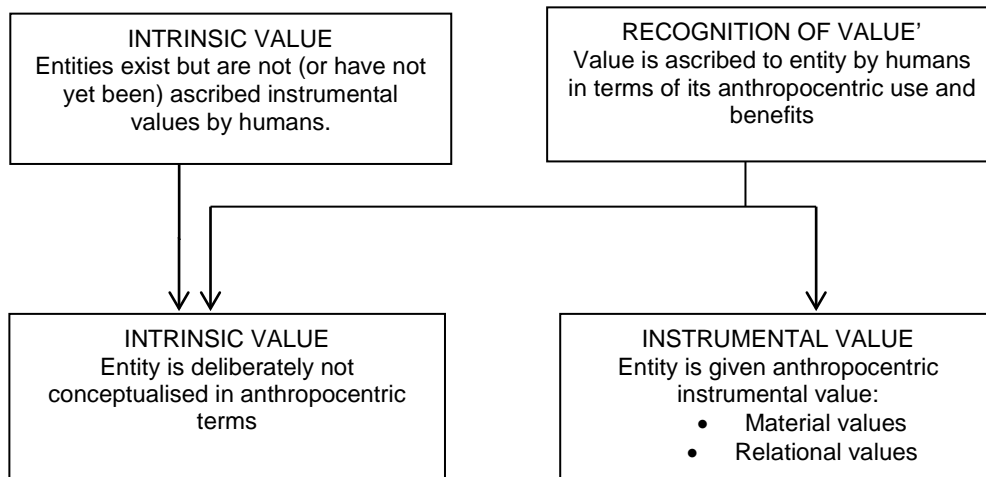 INTRINSIC VALUE
Entities exist but are not (or have not
yet been) ascribed instrumental
values by humans.
RECOGNITION OF VALUE’
Value is ascribed to entity by humans
in terms of its anthropocentric use and
benefits
INTRINSIC VALUE
Entity is deliberately not
conceptualised in anthropocentric
terms
INSTRUMENTAL VALUE
Entity is given anthropocentric
instrumental value:
• Material values
• Relational values